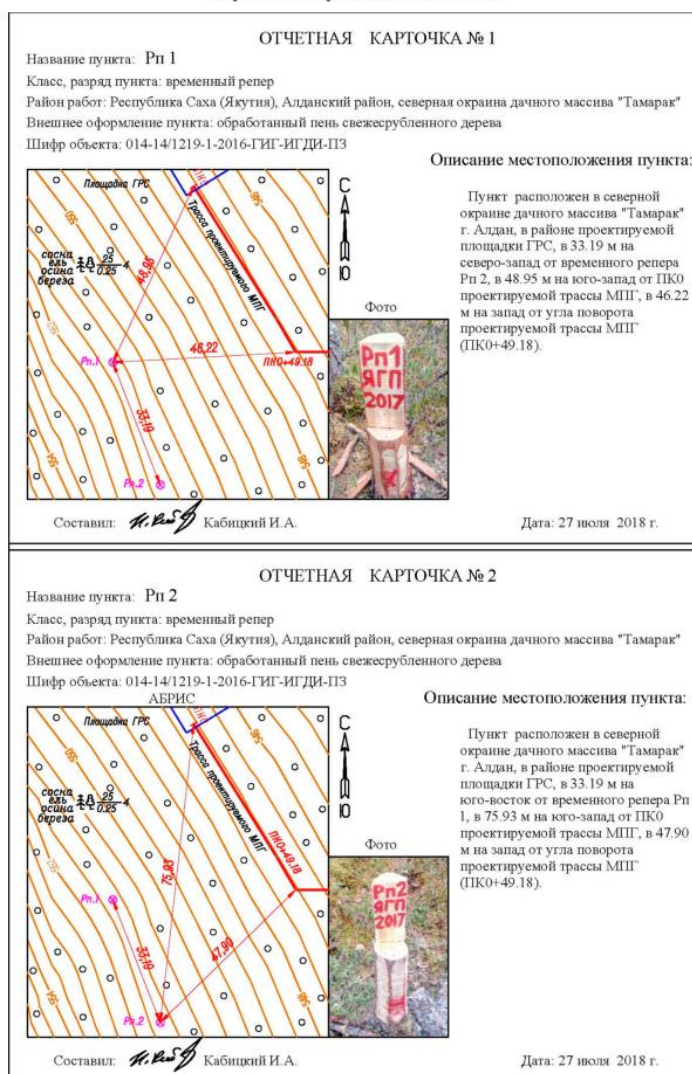 ОТЧЕТНАЯ КАРТОЧКА № 1
Название пункта: Рп 1
Класс, разряд пункта: временный репер
Район работ: Республика Саха (Якутия), Алданский район, северная окраина дачного массива "Тамарак"
Внешнее оформление пункта: обработанный пень свежесрубленного дерева
Шифр объекта: 014-14/1219-1-2016-ГИГ-ИГДИ-ПЗ
Описание местоположения пункта:
Площадка ГРС
Трасса проектируемого МПГ
сосна
ель
осина
береза
25
0.25
4
48,95
46,22
ПК0+49.18
Рп.1
33,19
Рп.2
554
С
Ю
Фото
Рп1
ЯГП
2017
Пункт расположен в северной
окраине дачного массива "Тамарак"
г. Алдан, в районе проектируемой
площадки ГРС, в 33.19 м на
северо-запад от временного репера
Рп 2, в 48.95 м на юго-запад от ПК0
проектируемой трассы МПГ, в 46.22
м на запад от угла поворота
проектируемой трассы МПГ
(ПК0+49.18).
Составил: Кабицкий И.А.
Дата: 27 июля 2018 г.
ОТЧЕТНАЯ КАРТОЧКА № 2
Название пункта: Рп 2
Класс, разряд пункта: временный репер
Район работ: Республика Саха (Якутия), Алданский район, северная окраина дачного массива "Тамарак"
Внешнее оформление пункта: обработанный пень свежесрубленного дерева
Шифр объекта: 014-14/1219-1-2016-ГИГ-ИГДИ-ПЗ
АБРИС
Описание местоположения пункта:
Площадка ГРС
Трасса проектируемого МПГ
сосна
ель
осина
береза
25
0.25
4
ПК0+49.18
75,93
Рп.1
33,19
47,90
Рп.2
554
С
Ю
Фото
Рп2
ЯГП
2017
Пункт расположен в северной
окраине дачного массива "Тамарак"
г. Алдан, в районе проектируемой
площадки ГРС, в 33.19 м на
юго-восток от временного репера Рп
1, в 75.93 м на юго-запад от ПК0
проектируемой трассы МПГ, в 47.90
м на запад от угла поворота
проектируемой трассы МПГ
(ПК0+49.18).
Составил: Кабицкий И.А.
Дата: 27 июля 2018 г.